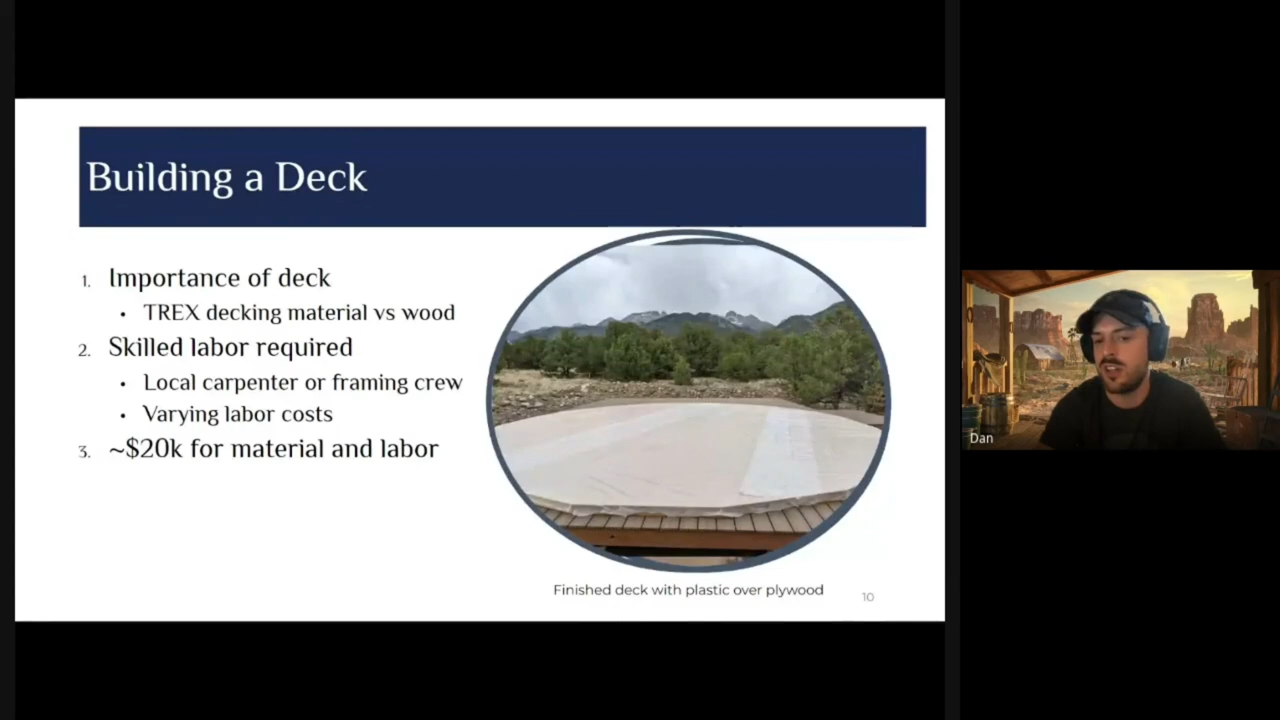 Building a Deck
1. Importance of deck
• TREX decking material vs wood
2. Skilled labor required
• Local carpenter or framing crew
• Varying labor costs
3. ~$20k for material and labor
Finished deck with plastic over plywood
10
Dan